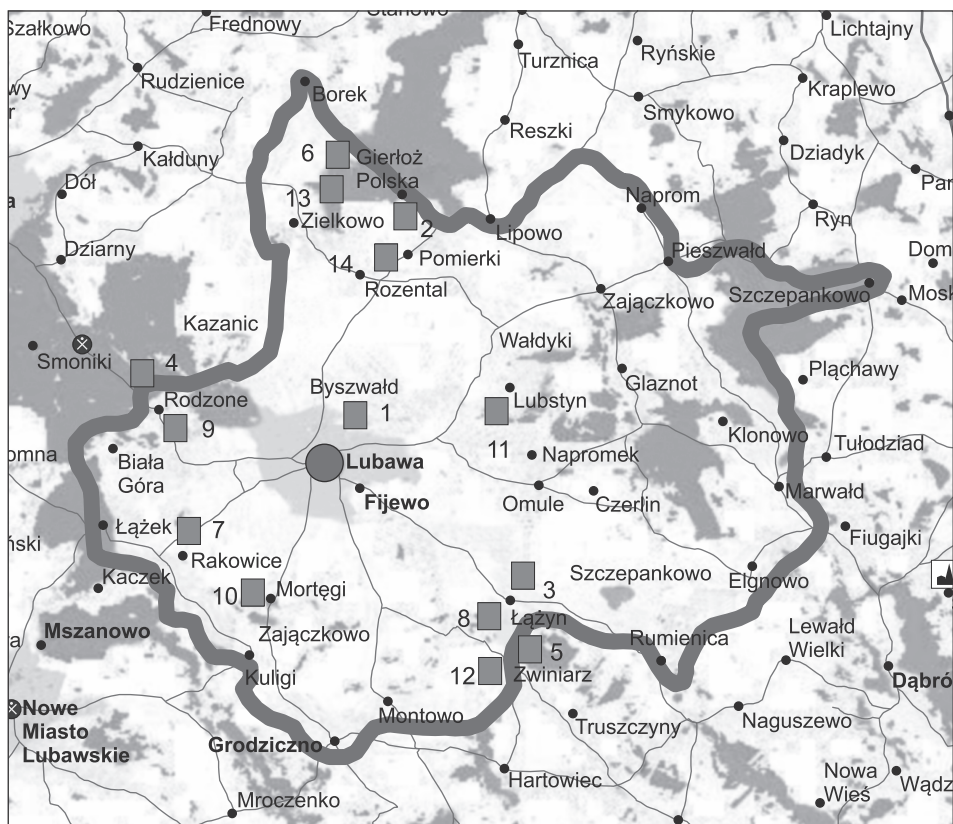 Szałkowo
Frednowy
Stanowo
Lichtajny
Turznica
Ryńskie
Rudzienice
Borek
Kraplewo
Smykowo
Reszki
Kałduny
6
Gierłoż
Polska
Dziadyk
Dół
13
Zielkowo
2
Naprom
Ryn
Lipowo
Dziarny
14
Pomierki
Pieszwałd
Rozental
Zajączkowo
Szczepankowo
Kazanic
Wałdyki
Smoniki
4
Glaznot
Pląchawy
Rodzone
Byszwałd
1
Lubstyn
9
11
Klonowo
Tułodziad
Biała
Góra
Lubawa
Napromek
Fijewo
Omule
Czerlin
Marwałd
Łążek
7
Fiugajki
Rakowice
Kaczek
10
Mortęgi
3
Szczepankowo
Elgnowo
8
Łążyn
Mszanowo
Zajączkowo
5
Rumienica
Lewałd
Wielki
Kuligi
12
Zwiniarz
Nowe
Miasto
Lubawskie
Montowo
Truszczyny
Naguszewo
Grodziczno
Hartowiec
Nowa
Wieś
Mroczenko